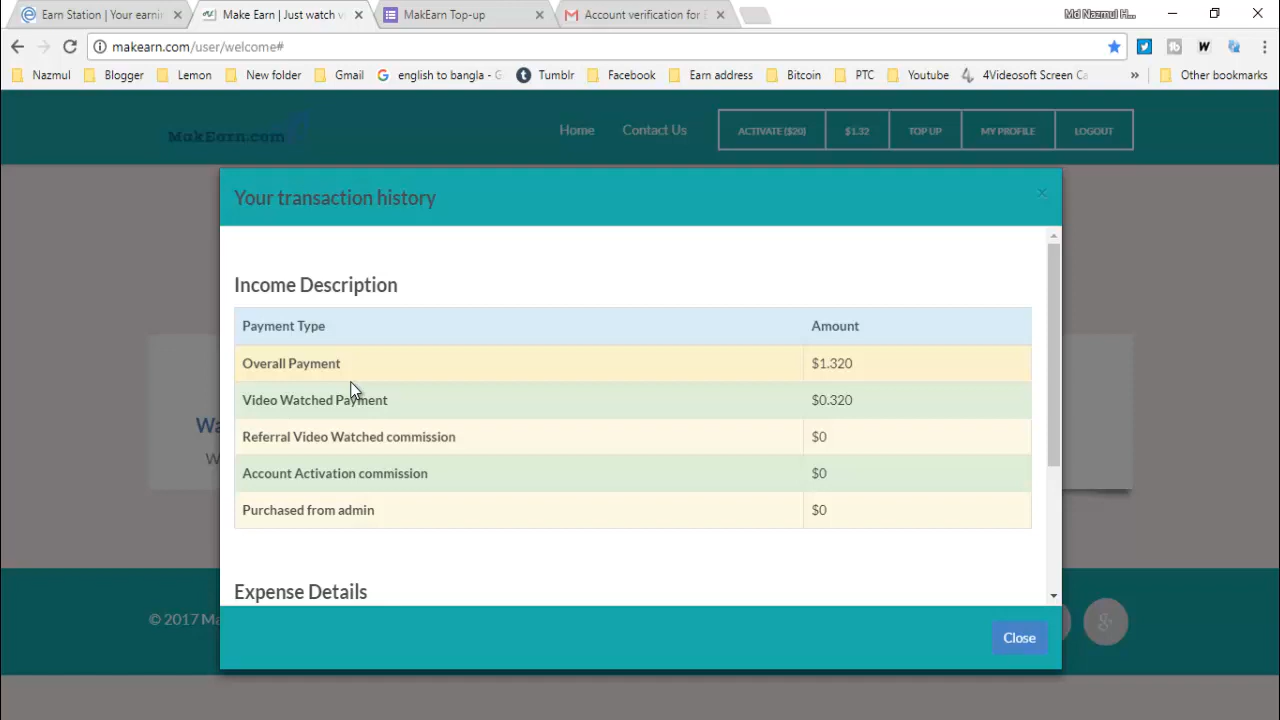 Earn Station | Your earni
Make Earn | Just watch v
MakEarn Top-up
Account verification for E
Md Nazmul H...
makearn.com/user/welcome#
Nazmul
Blogger
Lemon
New folder
Gmail
english to bangla - G
Tumblr
Facebook
Earn address
Bitcoin
PTC
Youtube
4Videosoft Screen Ca
»
Other bookmarks
MakEarn.com
Home
Contact Us
ACTIVATE ($20)
$1.32
TOP UP
MY PROFILE
LOGOUT
Your transaction history
×
Income Description
Payment Type Amount
Overall Payment $1.320
Video Watched Payment $0.320
Referral Video Watched commission $0
Account Activation commission $0
Purchased from admin $0
Wa
W
Expense Details
© 2017 Ma
Close